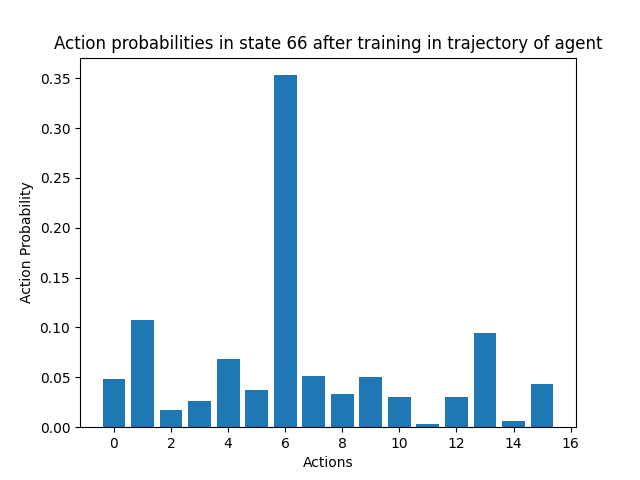 Action probabilities in state 66 after training in trajectory of agent
0.35
0.30
0.25
0.20
0.15
0.10
0.05
0.00
Action Probability
0 2 4 6 8 10 12 14 16
Actions